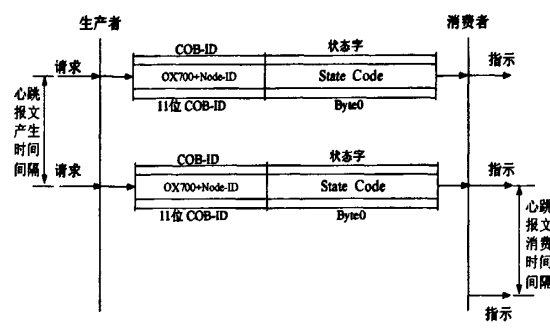 生产者
消费者
COB-ID
状态字
请求
OX700+Node-ID
State Code
指示
11位 COB-ID
Byte0
心跳
报文
产生
时间
间隔
COB-ID
状态字
请求
OX700+Node-ID
State Code
指示
11位 COB-ID
Byte0
心跳
报文
消费
时间
间隔
指示